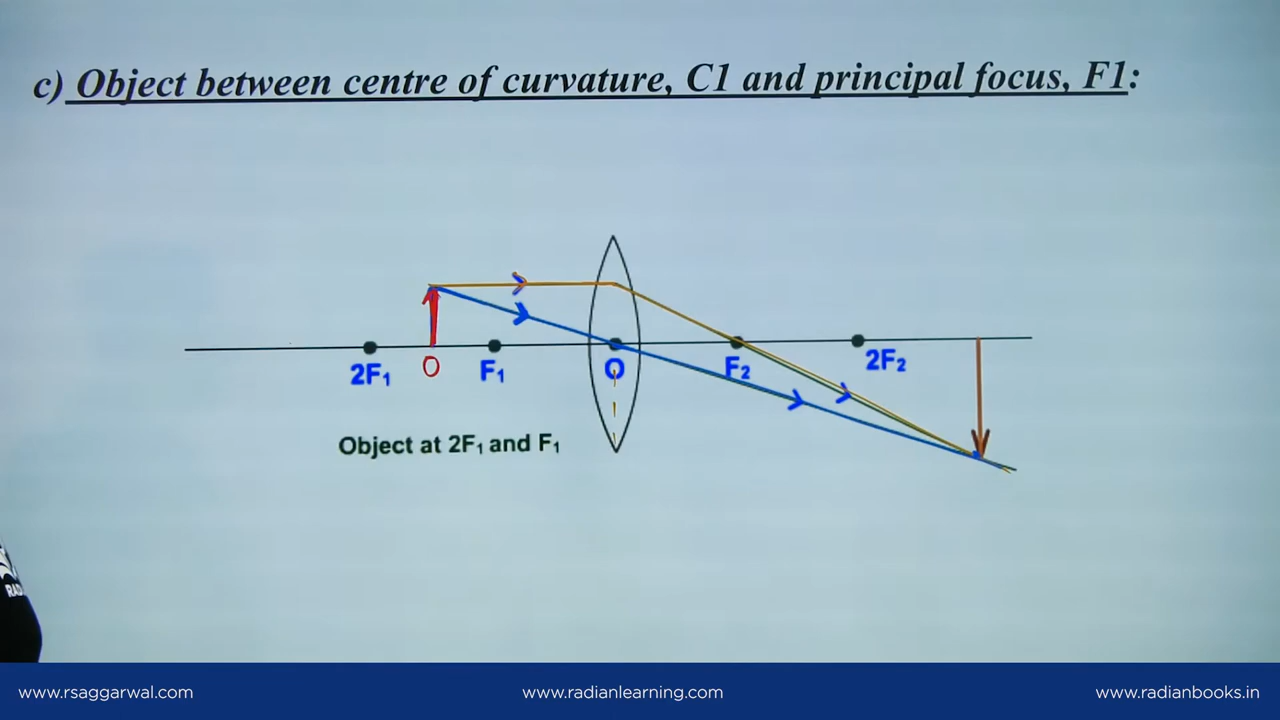 c) Object between centre of curvature, C1 and principal focus, F1:
2F₁ O F₁ O F₂ 2F₂
Object at 2F₁ and F₁
RAD
www.rsaggarwal.com www.radianlearning.com www.radianbooks.in